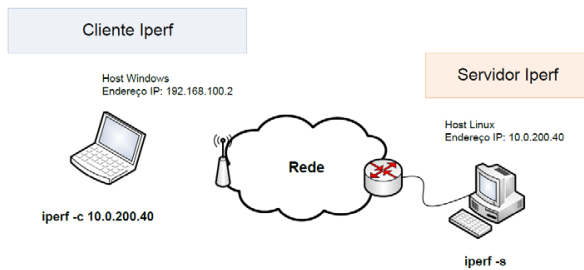 Cliente Iperf
Servidor Iperf
Host Windows
Endereço IP: 192.168.100.2
Host Linux
Endereço IP: 10.0.200.40
Rede
iperf -c 10.0.200.40
iperf -s